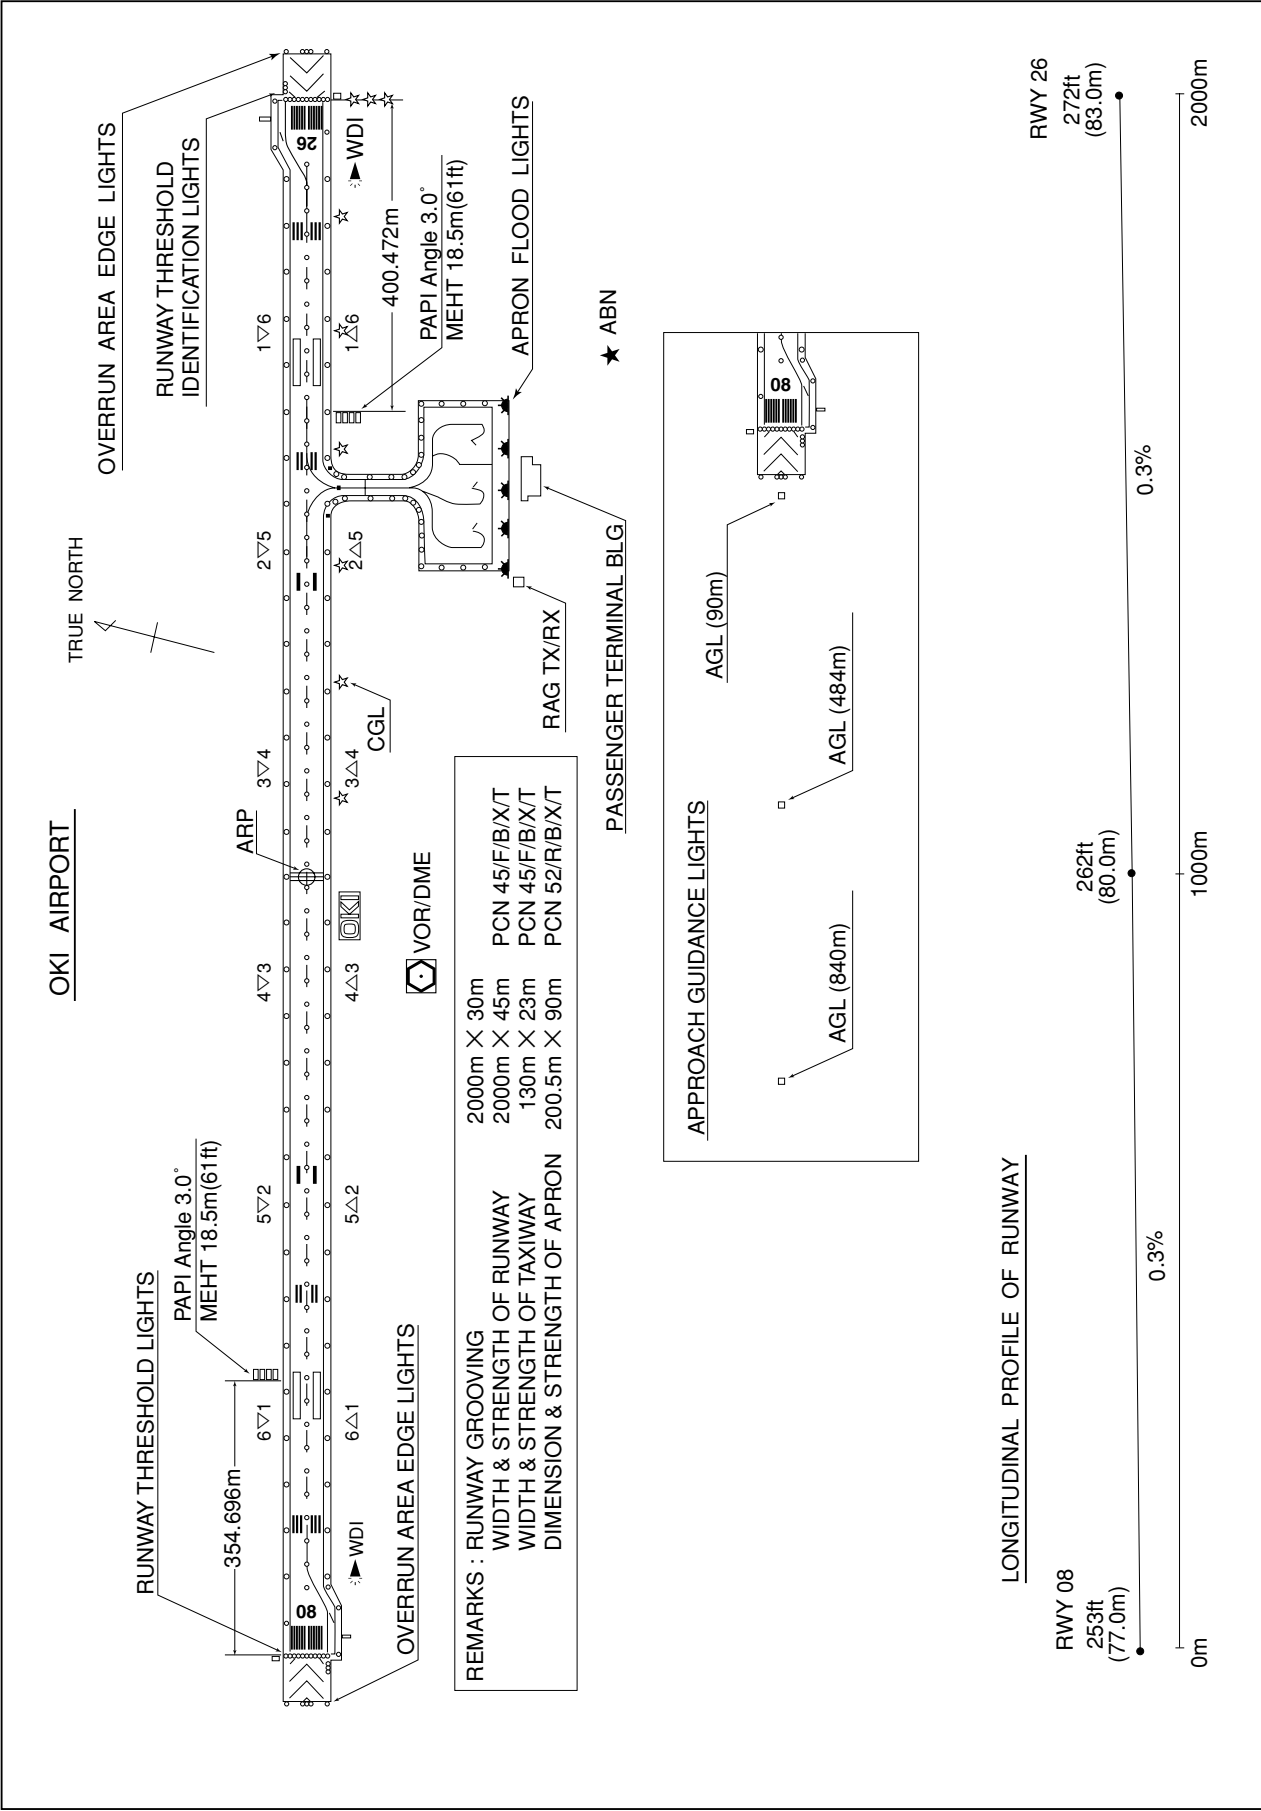 OKI AIRPORT
TRUE NORTH
OVERRUN AREA EDGE LIGHTS
RUNWAY THRESHOLD
IDENTIFICATION LIGHTS
RUNWAY THRESHOLD LIGHTS
PAPI Angle 3.0°
MEHT 18.5m(61ft)
354.696m
ARP
6▽1
5▽2
4▽3
3▽4
2▽5
1▽6
08
26
6△1
5△2
4△3
3△4
2△5
1△6
WDI
OKI
CGL
WDI
400.472m
PAPI Angle 3.0°
MEHT 18.5m(61ft)
OVERRUN AREA EDGE LIGHTS
VOR/DME
APRON FLOOD LIGHTS
RAG TX/RX
PASSENGER TERMINAL BLG
ABN
REMARKS : RUNWAY GROOVING 2000m × 30m
WIDTH & STRENGTH OF RUNWAY 2000m × 45m PCN 45/F/B/X/T
WIDTH & STRENGTH OF TAXIWAY 130m × 23m PCN 45/F/B/X/T
DIMENSION & STRENGTH OF APRON 200.5m × 90m PCN 52/R/B/X/T
APPROACH GUIDANCE LIGHTS
AGL (90m)
08
AGL (840m)
AGL (484m)
LONGITUDINAL PROFILE OF RUNWAY
RWY 08
253ft
(77.0m)
262ft
(80.0m)
RWY 26
272ft
(83.0m)
0.3%
0.3%
0m
1000m
2000m